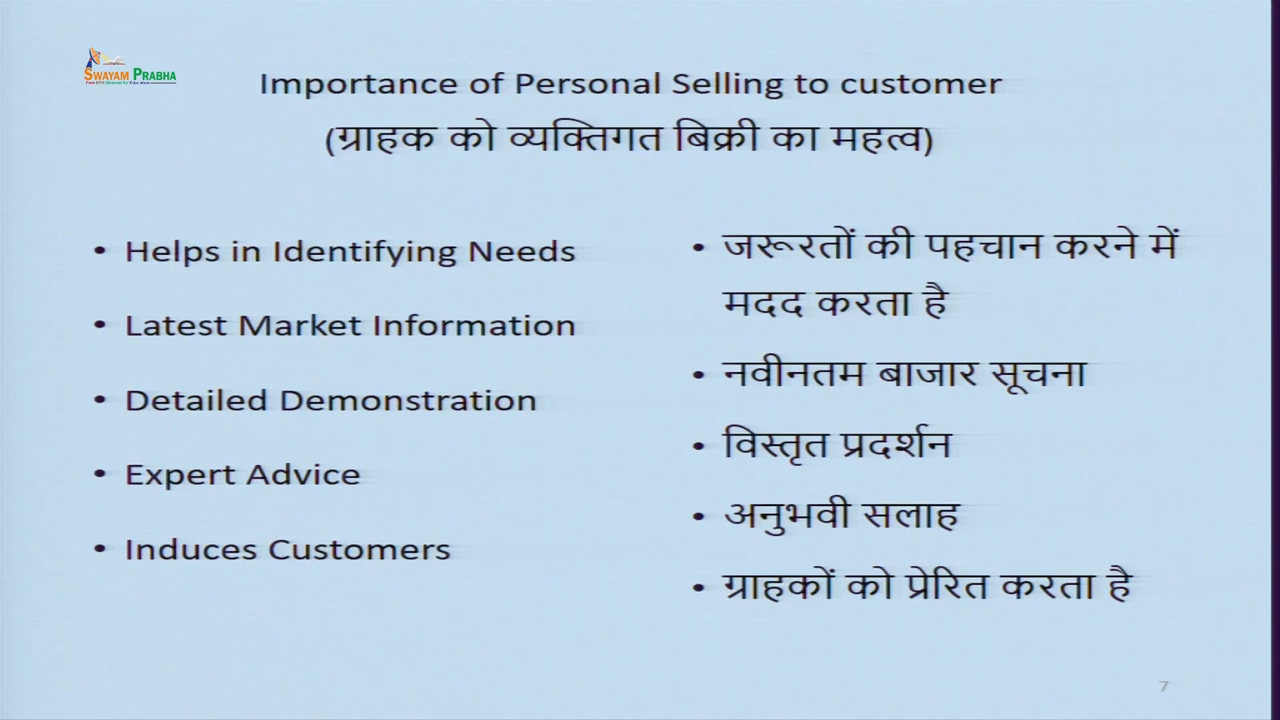 SWAYAM PRABHA
Importance of Personal Selling to customer
(ग्राहक को व्यक्तिगत बिक्री का महत्व)
• Helps in Identifying Needs
• Latest Market Information
• Detailed Demonstration
• Expert Advice
• Induces Customers
• जरूरतों की पहचान करने में
मदद करता है
• नवीनतम बाजार सूचना
• विस्तृत प्रदर्शन
• अनुभवी सलाह
• ग्राहकों को प्रेरित करता है
7